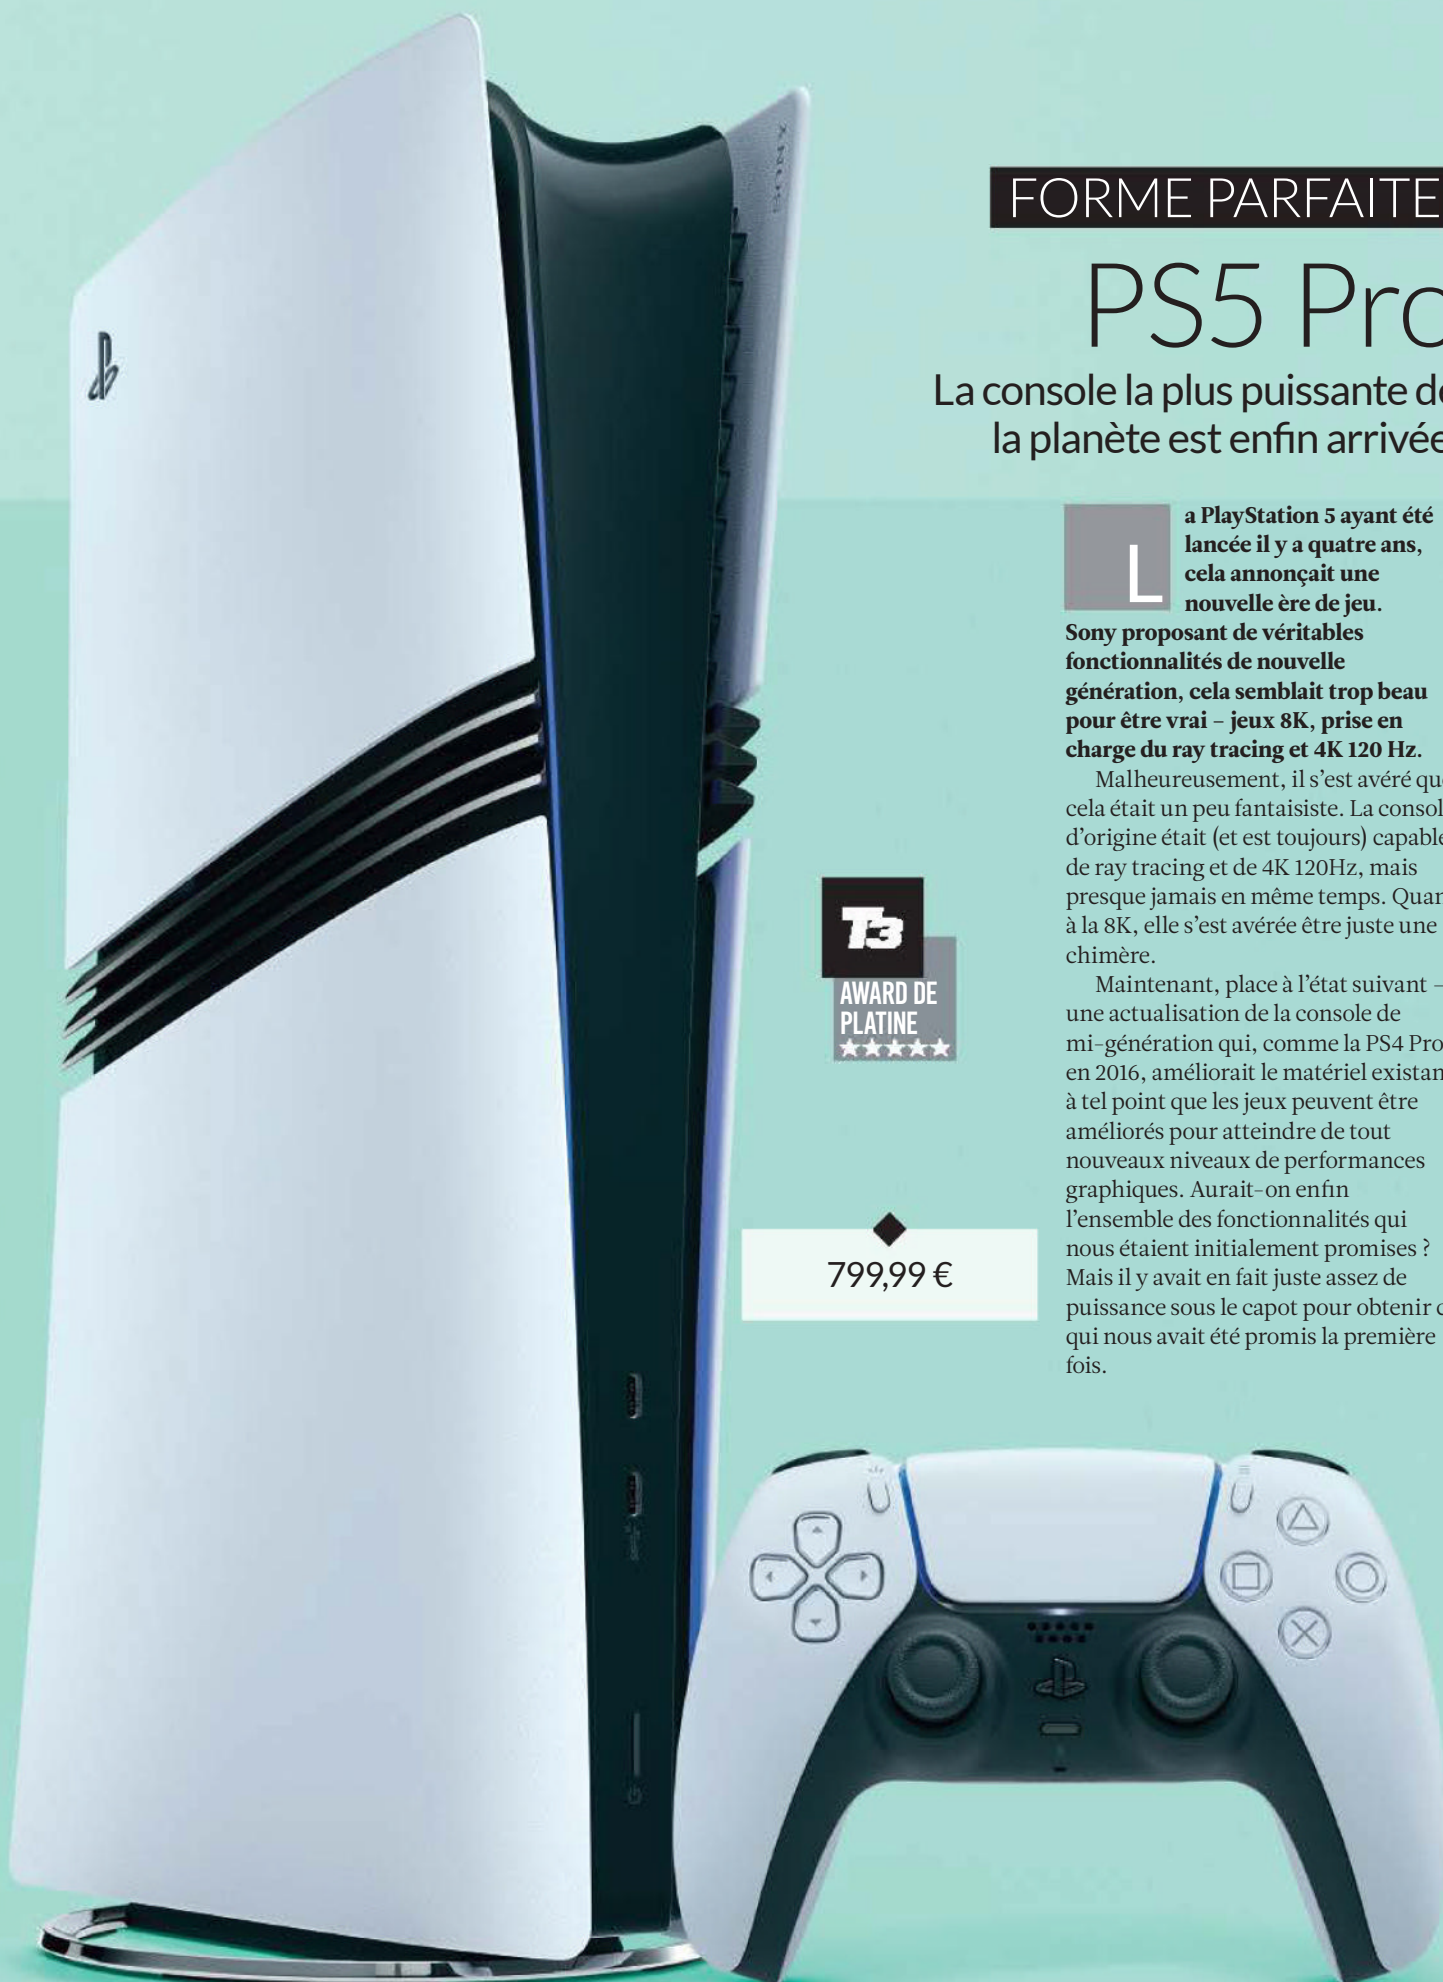 FORME PARFAITE
PS5 Pro
La console la plus puissante de
la planète est enfin arrivée
La PlayStation 5 ayant été
lancée il y a quatre ans,
cela annonçait une
nouvelle ère de jeu.
Sony proposant de véritables
fonctionnalités de nouvelle
génération, cela semblait trop beau
pour être vrai – jeux 8K, prise en
charge du ray tracing et 4K 120 Hz.
Malheureusement, il s'est avéré que
cela était un peu fantaisiste. La consol
d'origine était (et est toujours) capable
de ray tracing et de 4K 120Hz, mais
presque jamais en même temps. Quan
à la 8K, elle s'est avérée être juste une
chimère.
Maintenant, place à l'état suivant –
une actualisation de la console de
mi-génération qui, comme la PS4 Pro
en 2016, améliorait le matériel existan
à tel point que les jeux peuvent être
améliorés pour atteindre de tout
nouveaux niveaux de performances
graphiques. Aurait-on enfin
l'ensemble des fonctionnalités qui
nous étaient initialement promises ?
Mais il y avait en fait juste assez de
puissance sous le capot pour obtenir c
qui nous avait été promis la première
fois.
T3
AWARD DE
PLATINE
799,99 €
SONY